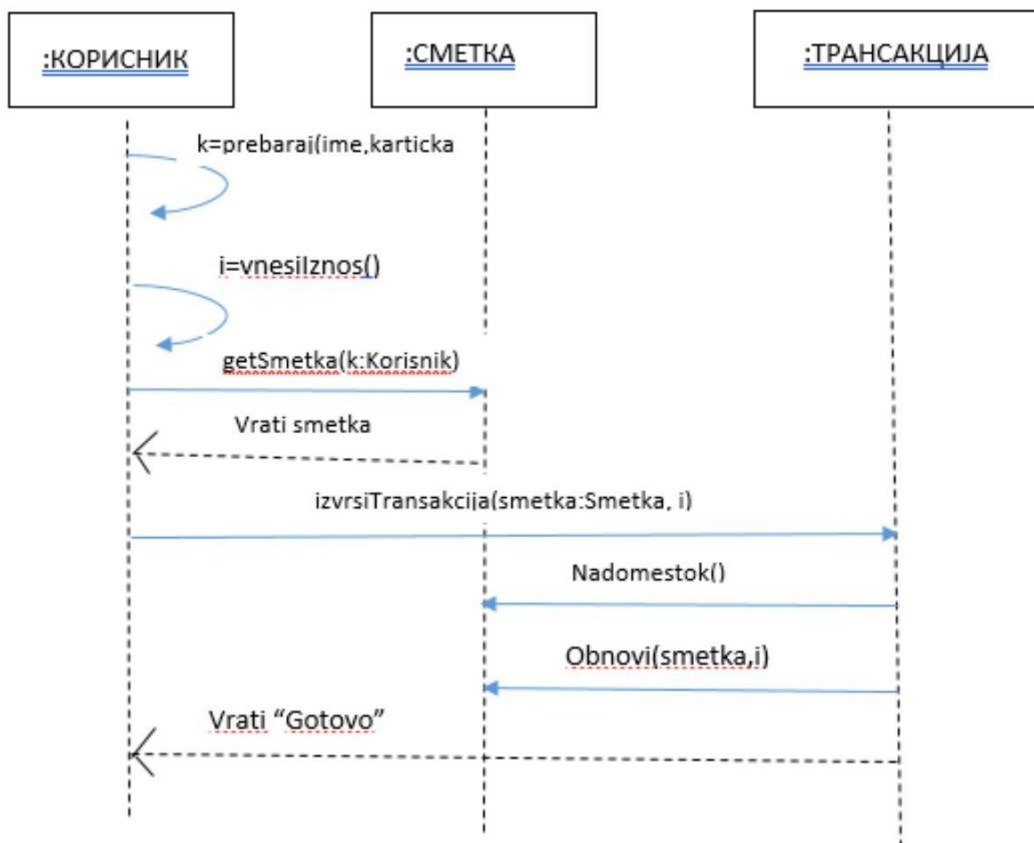 :КОРИСНИК
:СМЕТКА
:ТРАНСАКЦИЈА
k=prebaraj(ime,karticka
i=vnesiIznos()
getSmetka(k:Korisnik)
Vrati smetka
izvrsiTransakcija(smetka:Smetka, i)
Nadomestok()
Obnovi(smetka,i)
Vrati “Gotovo”